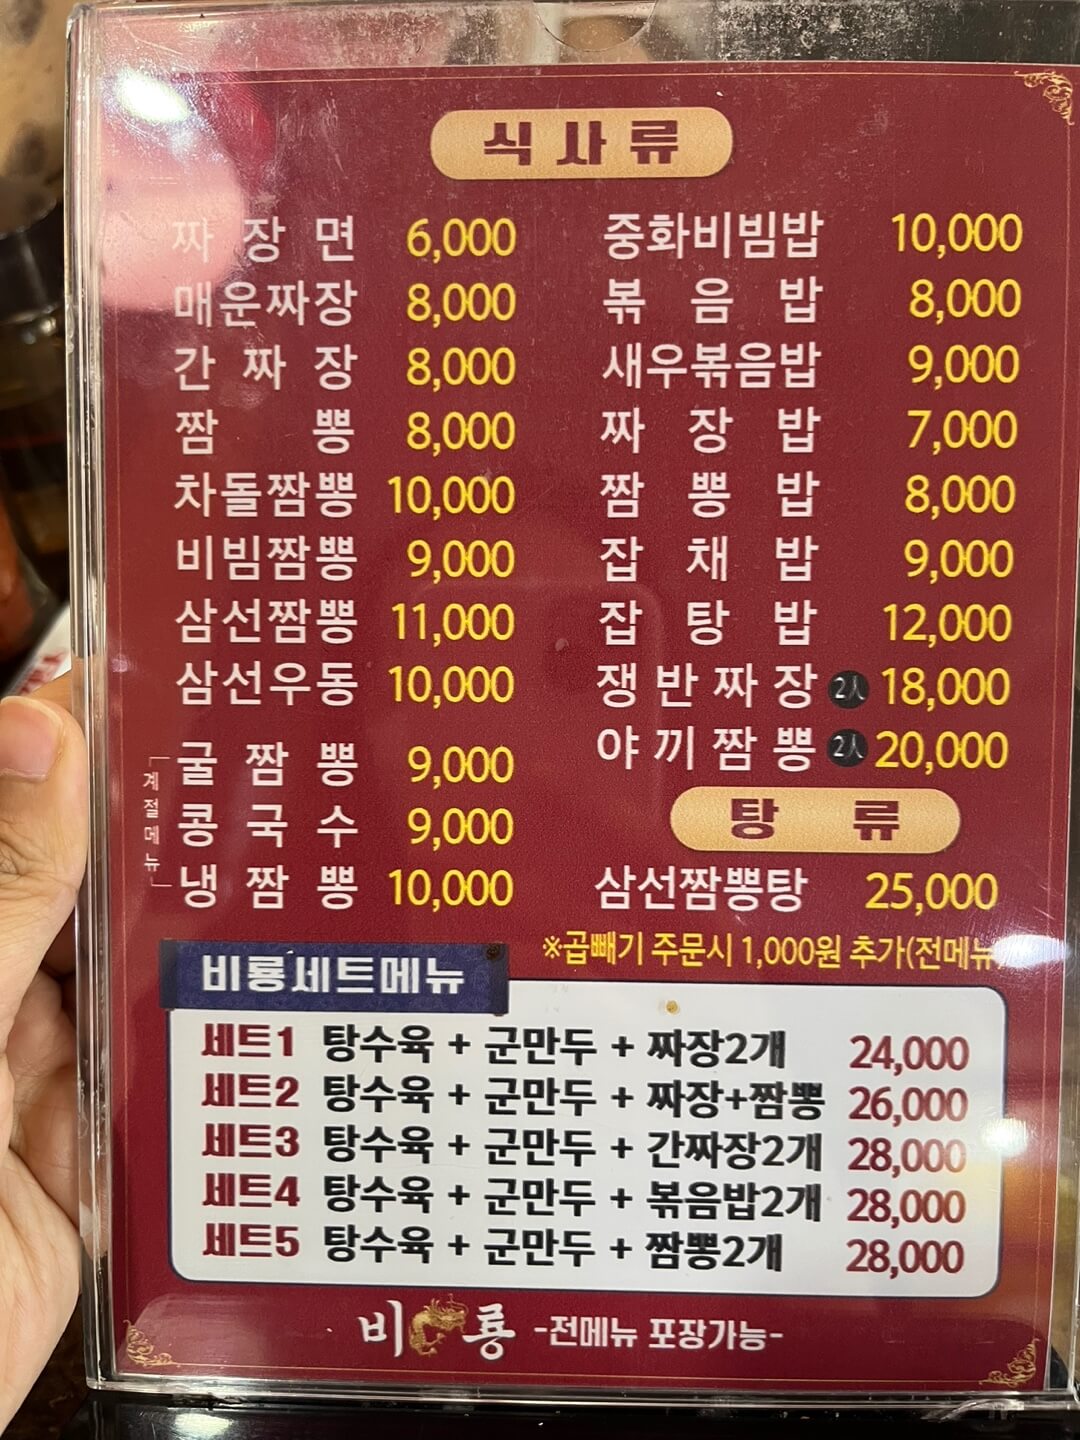 식사류
짜장면 6,000
매운짜장 8,000
간짜장 8,000
짬뽕 8,000
차돌짬뽕 10,000
비빔짬뽕 9,000
삼선짬뽕 11,000
삼선우동 10,000
계절메뉴
굴짬뽕 9,000
콩국수 9,000
냉짬뽕 10,000
중화비빔밥 10,000
볶음밥 8,000
새우볶음밥 9,000
짜장밥 7,000
짬뽕밥 8,000
잡채밥 9,000
잡탕밥 12,000
쟁반짜장 2人 18,000
야끼짬뽕 2人 20,000
탕류
삼선짬뽕탕 25,000
※곱빼기 주문시 1,000원 추가(전메뉴)
비룡세트메뉴
세트1 탕수육 + 군만두 + 짜장2개 24,000
세트2 탕수육 + 군만두 + 짜장+짬뽕 26,000
세트3 탕수육 + 군만두 + 간짜장2개 28,000
세트4 탕수육 + 군만두 + 볶음밥2개 28,000
세트5 탕수육 + 군만두 + 짬뽕2개 28,000
비룡 -전메뉴 포장가능-